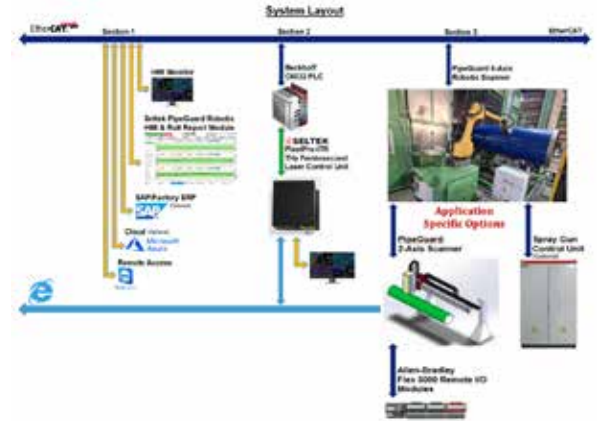 System Layout
EtherCAT
Section 1
Section 2
Section 3
EtherCAT
HMI Monitor
Seltek PipeGuard Robotic
HMI & Roll Report Module
SAP/Factory ERP
SAP
Cloud
Microsoft
Azure
Remote Access
Beckhoff
PLC
SELTEK
Laser Control Unit
PipeGuard 6-Axis
Robotic Scanner
Application
Specific Options
PipeGuard
2-Axis Scanner
Spray Gun
Control Unit
Optional
Allen-Bradley
Flex 5000 Remote I/O
Modules